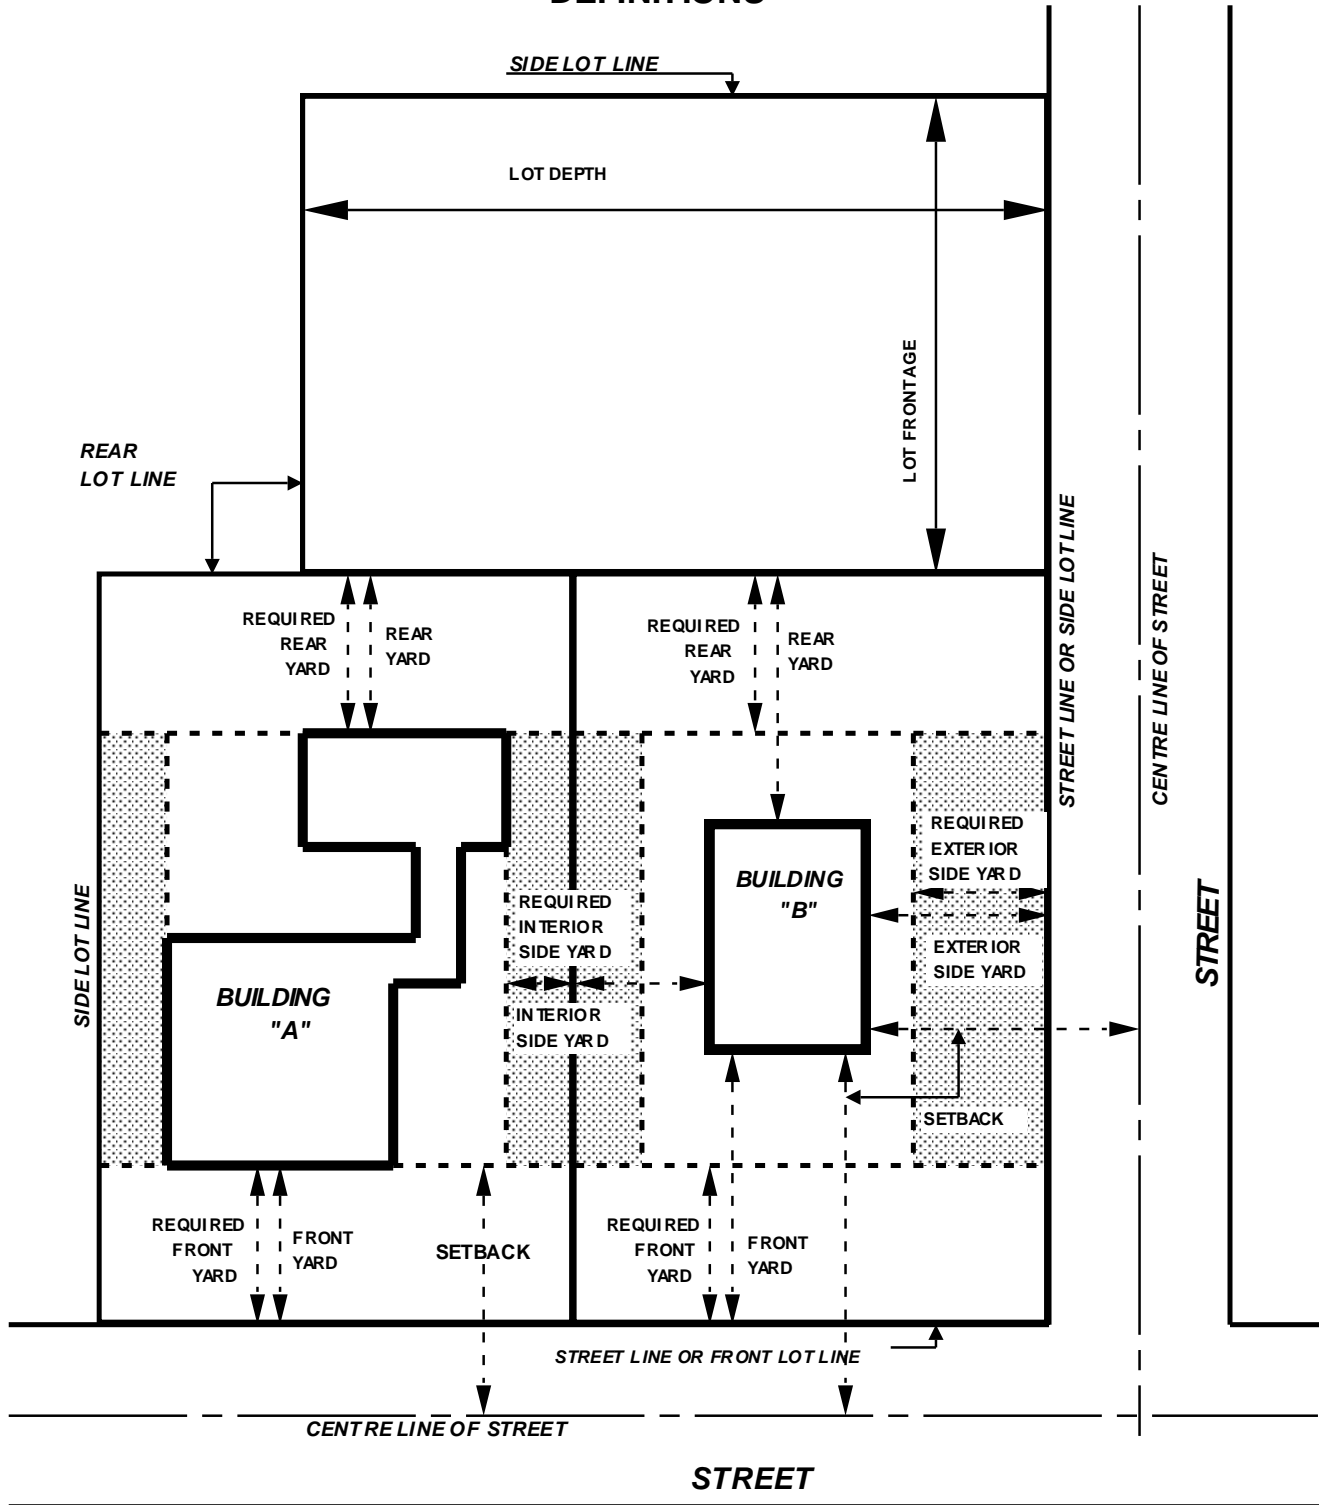 DEFINITIONS
SIDE LOT LINE
LOT DEPTH
LOT FRONTAGE
REAR
LOT LINE
STREET LINE OR SIDE LOT LINE
CENTRE LINE OF STREET
REQUIRED
REAR
YARD
REAR
YARD
REQUIRED
REAR
YARD
REAR
YARD
SIDE LOT LINE
BUILDING
"A"
REQUIRED
INTERIOR
SIDE YARD
INTERIOR
SIDE YARD
BUILDING
"B"
REQUIRED
EXTERIOR
SIDE YARD
EXTERIOR
SIDE YARD
SETBACK
STREET
REQUIRED
FRONT
YARD
FRONT
YARD
SETBACK
REQUIRED
FRONT
YARD
FRONT
YARD
STREET LINE OR FRONT LOT LINE
CENTRE LINE OF STREET
STREET